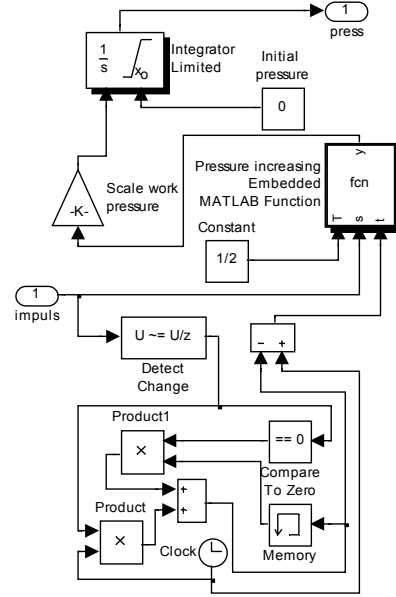 1
press
1
s
xo
Integrator
Limited
Initial
pressure
0
Pressure increasing
Embedded
MATLAB Function
y
fcn
T
s
t
-K-
Scale work
pressure
Constant
1/2
1
impuls
U ~= U/z
Detect
Change
- +
Product1
×
== 0
Compare
To Zero
+
+
Product
×
Clock
Memory